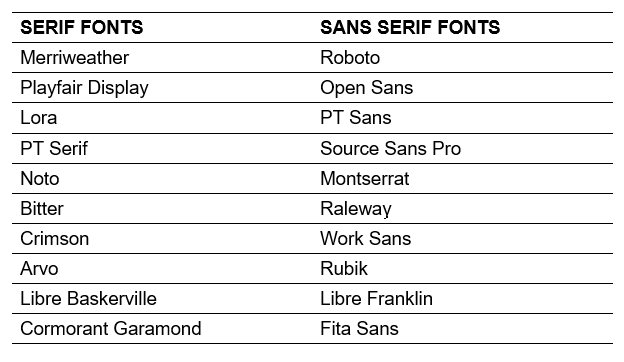 SERIF FONTS SANS SERIF FONTS
Merriweather Roboto
Playfair Display Open Sans
Lora PT Sans
PT Serif Source Sans Pro
Noto Montserrat
Bitter Raleway
Crimson Work Sans
Arvo Rubik
Libre Baskerville Libre Franklin
Cormorant Garamond Fita Sans